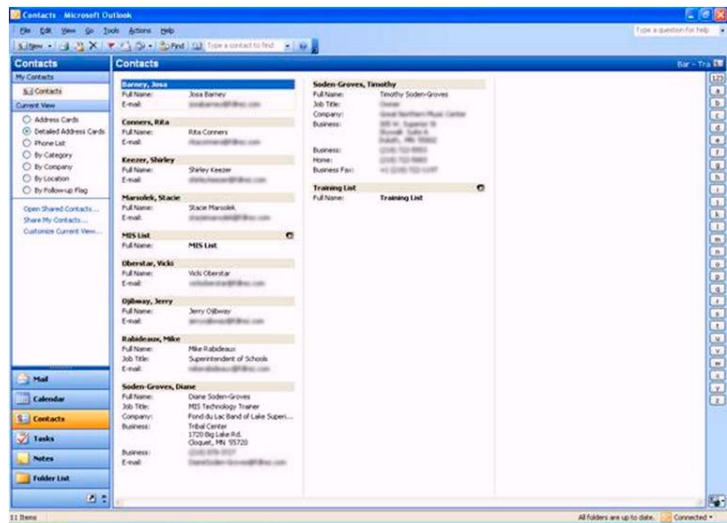 Contacts - Microsoft Outlook
File Edit View Go Tools Actions Help
Type a question for help
New Find Type a contact to find
Contacts
My Contacts
Contacts
Current View
Address Cards
Detailed Address Cards
Phone List
By Category
By Company
By Location
By Follow-up Flag
Open Shared Contacts...
Share My Contacts...
Customize Current View...
Mail
Calendar
Contacts
Tasks
Notes
Folder List
Contacts
Bar - Tra
Barney, Josa
Full Name: Josa Barney
E-mail:
Conners, Rita
Full Name: Rita Conners
E-mail:
Keezer, Shirley
Full Name: Shirley Keezer
E-mail:
Marsolek, Stacie
Full Name: Stacie Marsolek
E-mail:
MIS List
Full Name: MIS List
Oberstar, Vicki
Full Name: Vicki Oberstar
E-mail:
Ojibway, Jerry
Full Name: Jerry Ojibway
E-mail:
Rabideaux, Mike
Full Name: Mike Rabideaux
Job Title: Superintendent of Schools
E-mail:
Soden-Groves, Diane
Full Name: Diane Soden-Groves
Job Title: MIS Technology Trainer
Company: Fond du Lac Band of Lake Superi...
Business: Tribal Center
1720 Big Lake Rd.
Cloquet, MN 55720
Business:
E-mail:
Soden-Groves, Timothy
Full Name: Timothy Soden-Groves
Job Title:
Company:
Business:
Business:
Home:
Business Fax:
Training List
Full Name: Training List
123
a
b
c
d
e
f
g
h
i
j
k
l
m
n
o
p
q
r
s
t
u
v
w
x
y
z
11 Items
All folders are up to date. Connected